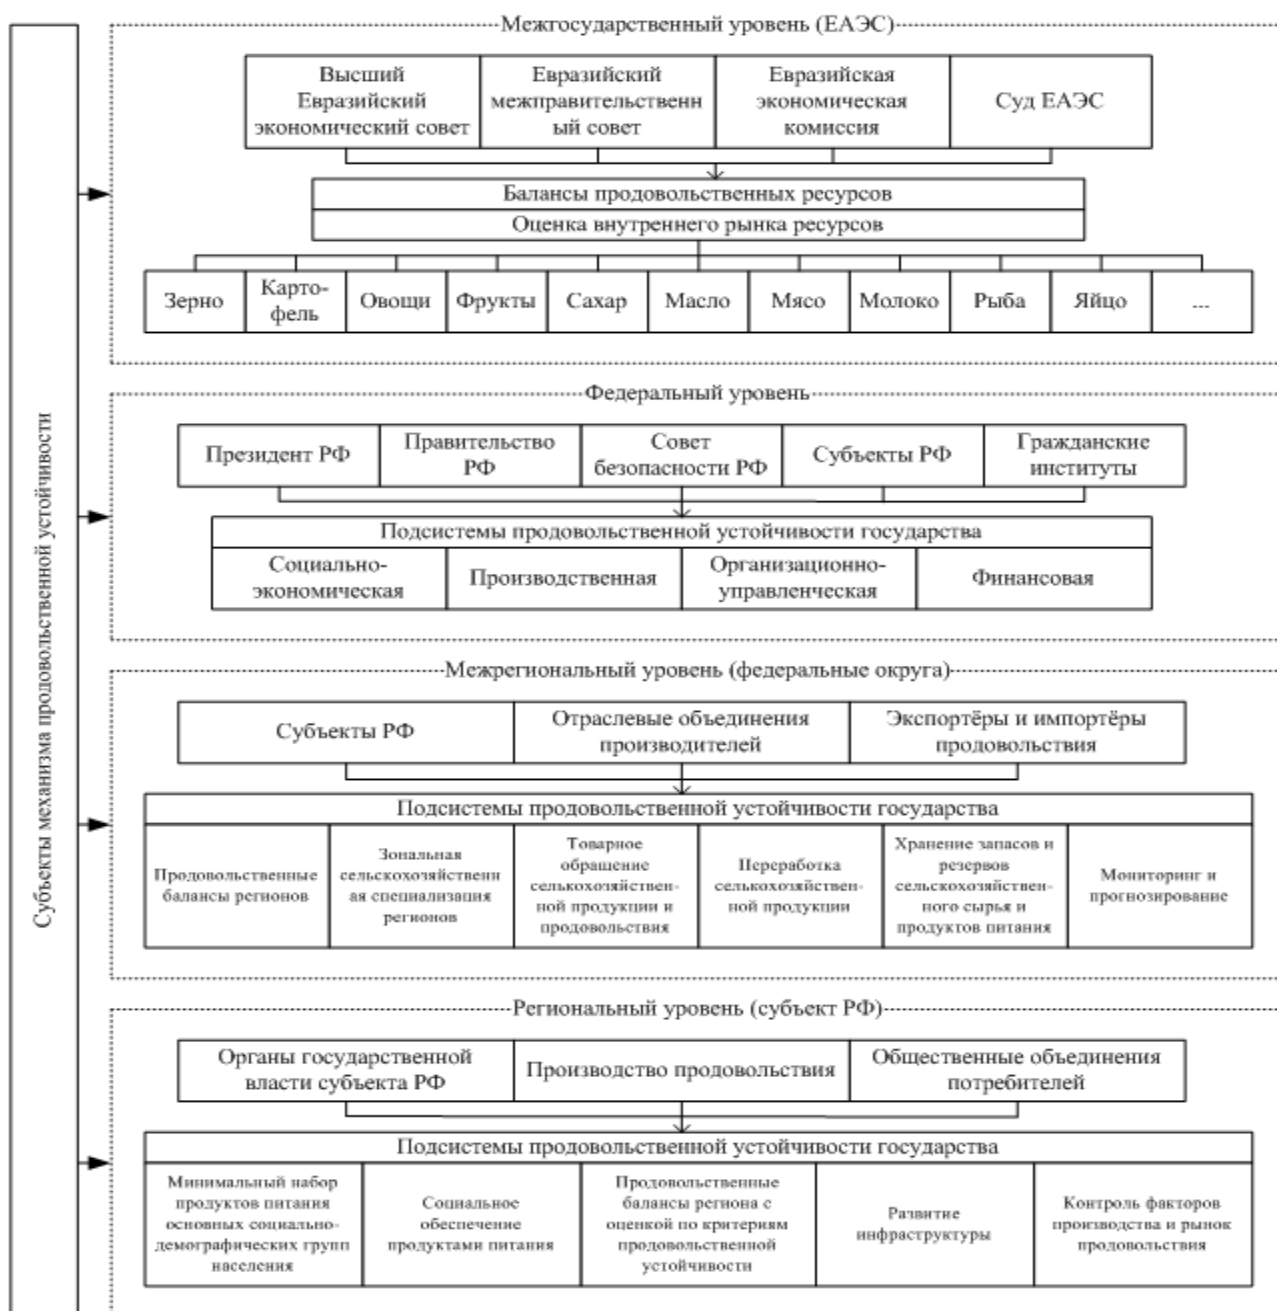 Субъекты механизма продовольственной устойчивости
Межгосударственный уровень (ЕАЭС)
Высший
Евразийский
экономический совет
Евразийский
межправительственн
ый совет
Евразийская
экономическая
комиссия
Суд ЕАЭС
Балансы продовольственных ресурсов
Оценка внутреннего рынка ресурсов
Зерно
Карто-
фель
Овощи
Фрукты
Сахар
Масло
Мясо
Молоко
Рыба
Яйцо
...
Федеральный уровень
Президент РФ
Правительство
РФ
Совет
безопасности РФ
Субъекты РФ
Гражданские
институты
Подсистемы продовольственной устойчивости государства
Социально-
экономическая
Производственная
Организационно-
управленческая
Финансовая
Межрегиональный уровень (федеральные округа)
Субъекты РФ
Отраслевые объединения
производителей
Экспортёры и импортёры
продовольствия
Подсистемы продовольственной устойчивости государства
Продовольственные
балансы регионов
Зональная
сельскохозяйственн
ая специализация
регионов
Товарное
обращение
селькохозяйствен-
ной продукции и
продовольствия
Переработка
селькохозяйствен-
ной продукции
Хранение запасов и
резервов
сельскохозяйствен-
ного сырья и
продуктов питания
Мониторинг и
прогнозирование
Региональный уровень (субъект РФ)
Органы государственной
власти субъекта РФ
Производство продовольствия
Общественные объединения
потребителей
Подсистемы продовольственной устойчивости государства
Минимальный набор
продуктов питания
основных социально-
демографических групп
населения
Социальное
обеспечение
продуктами питания
Продовольственные
балансы региона с
оценкой по критериям
продовольственной
устойчивости
Развитие
инфраструктуры
Контроль факторов
производства и рынок
продовольствия